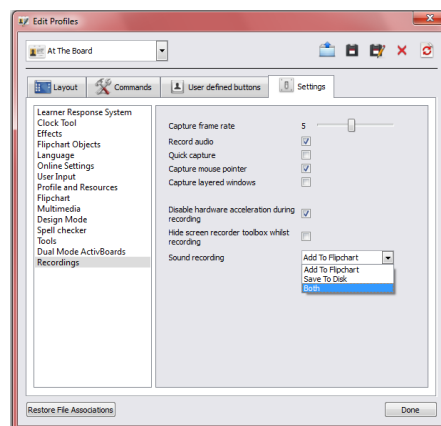 Edit Profiles
At The Board
Layout
Commands
User defined buttons
Settings
Learner Response System
Clock Tool
Effects
Flipchart Objects
Language
Online Settings
User Input
Profile and Resources
Flipchart
Multimedia
Design Mode
Spell checker
Tools
Dual Mode ActivBoards
Recordings
Capture frame rate 5
Record audio
Quick capture
Capture mouse pointer
Capture layered windows
Disable hardware acceleration during
recording
Hide screen recorder toolbox whilst
recording
Sound recording Add To Flipchart
Add To Flipchart
Save To Disk
Both
Restore File Associations
Done